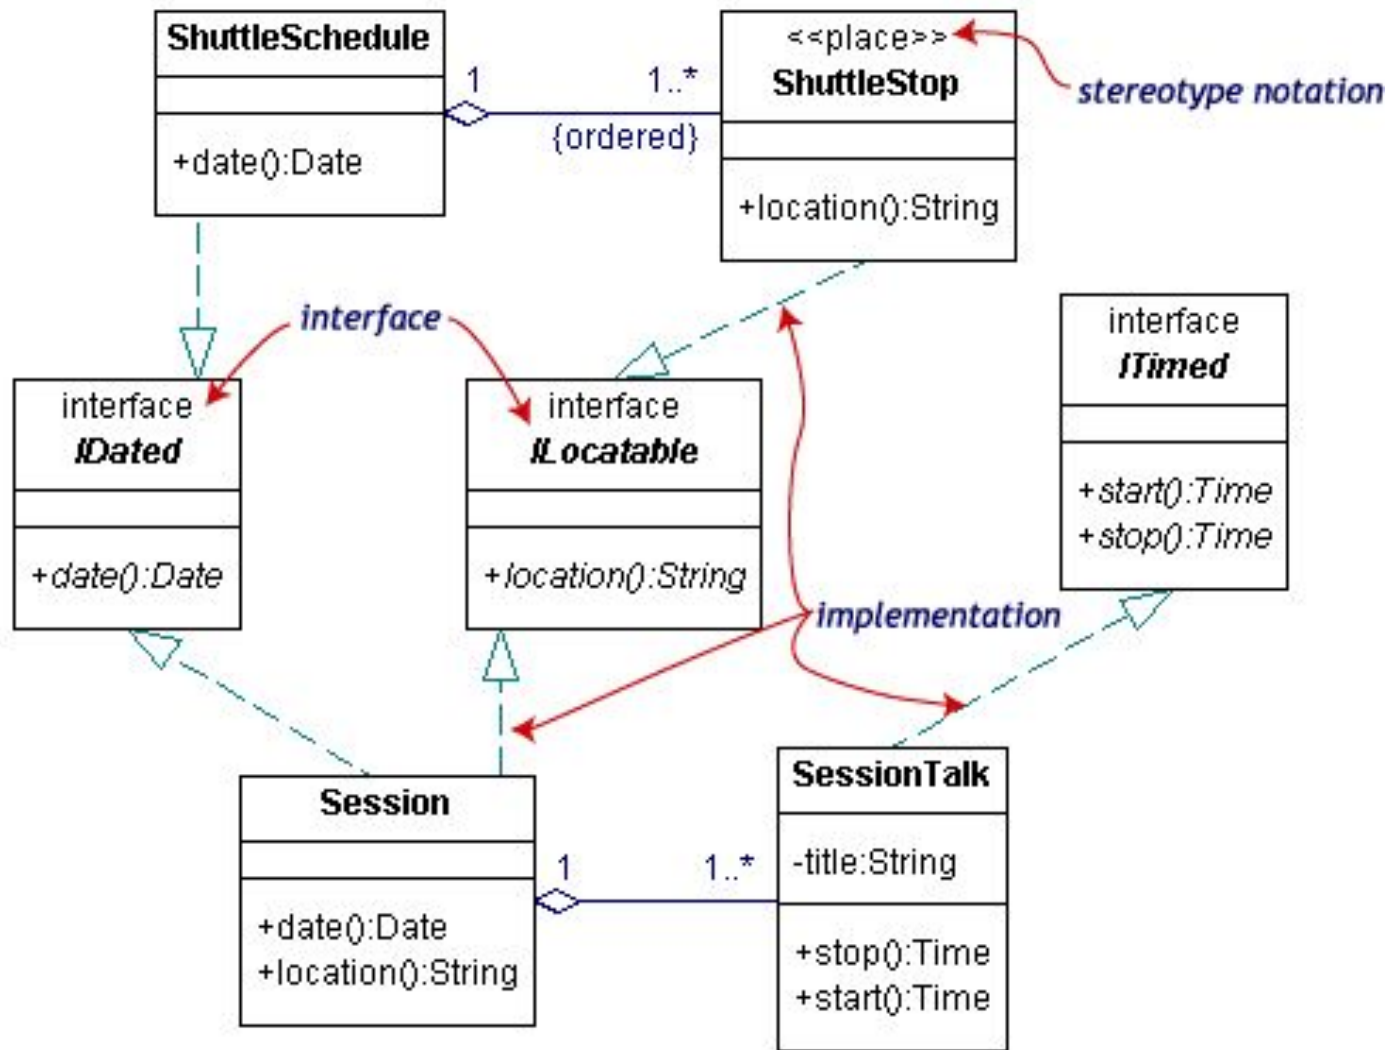 ShuttleSchedule
+date():Date
1
1..*
{ordered}
<<place>>
ShuttleStop
+location():String
stereotype notation
interface
interface
IDated
+date():Date
interface
ILocatable
+location():String
interface
ITimed
+start():Time
+stop():Time
implementation
Session
+date():Date
+location():String
1
1..*
SessionTalk
-title:String
+stop():Time
+start():Time